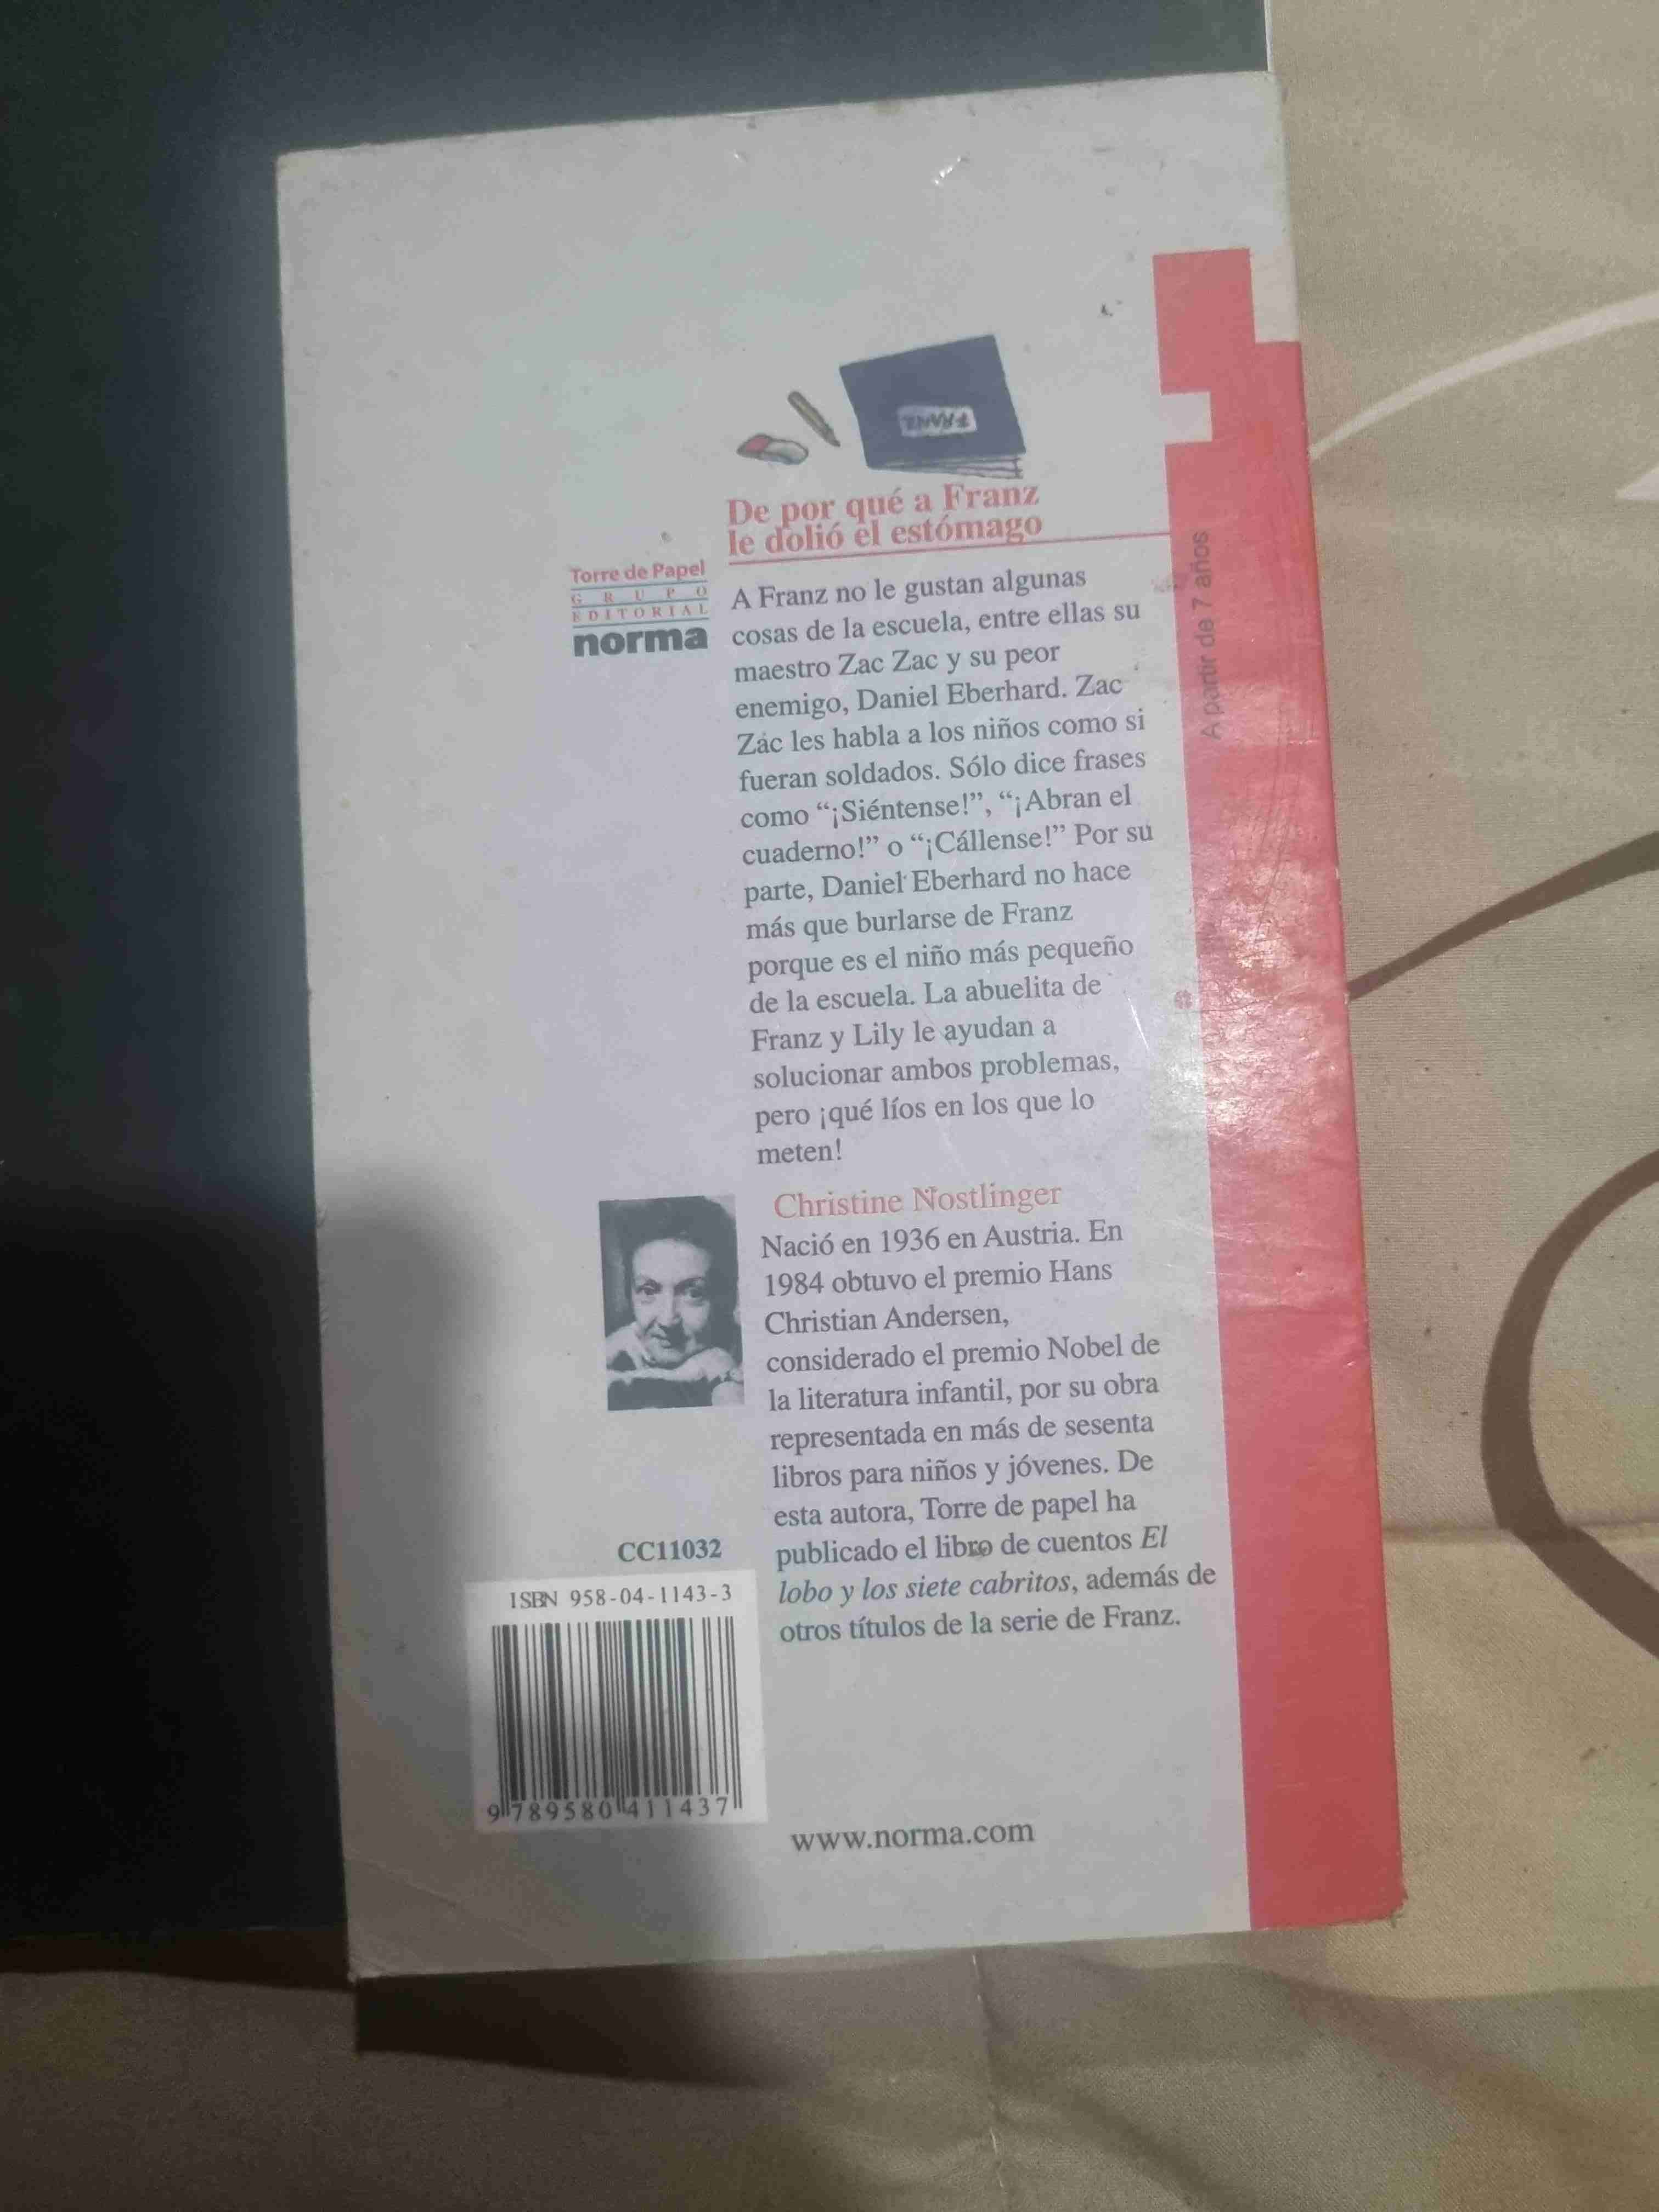 FRANZ
De por qué a Franz
le dolió el estómago
Torre de Papel
GRUPO
EDITORIAL
norma
A Franz no le gustan algunas
cosas de la escuela, entre ellas su
maestro Zac Zac y su peor
enemigo, Daniel Eberhard. Zac
Zac les habla a los niños como si
fueran soldados. Sólo dice frases
como “¡Siéntense!”, “¡Abran el
cuaderno!” o “¡Cállense!” Por su
parte, Daniel Eberhard no hace
más que burlarse de Franz
porque es el niño más pequeño
de la escuela. La abuelita de
Franz y Lily le ayudan a
solucionar ambos problemas,
pero ¡qué líos en los que lo
meten!
A partir de 7 años
Christine Nostlinger
Nació en 1936 en Austria. En
1984 obtuvo el premio Hans
Christian Andersen,
considerado el premio Nobel de
la literatura infantil, por su obra
representada en más de sesenta
libros para niños y jóvenes. De
esta autora, Torre de papel ha
publicado el libro de cuentos El
lobo y los siete cabritos, además de
otros títulos de la serie de Franz.
CC11032
ISBN 958-04-1143-3
9 789580 411437
www.norma.com